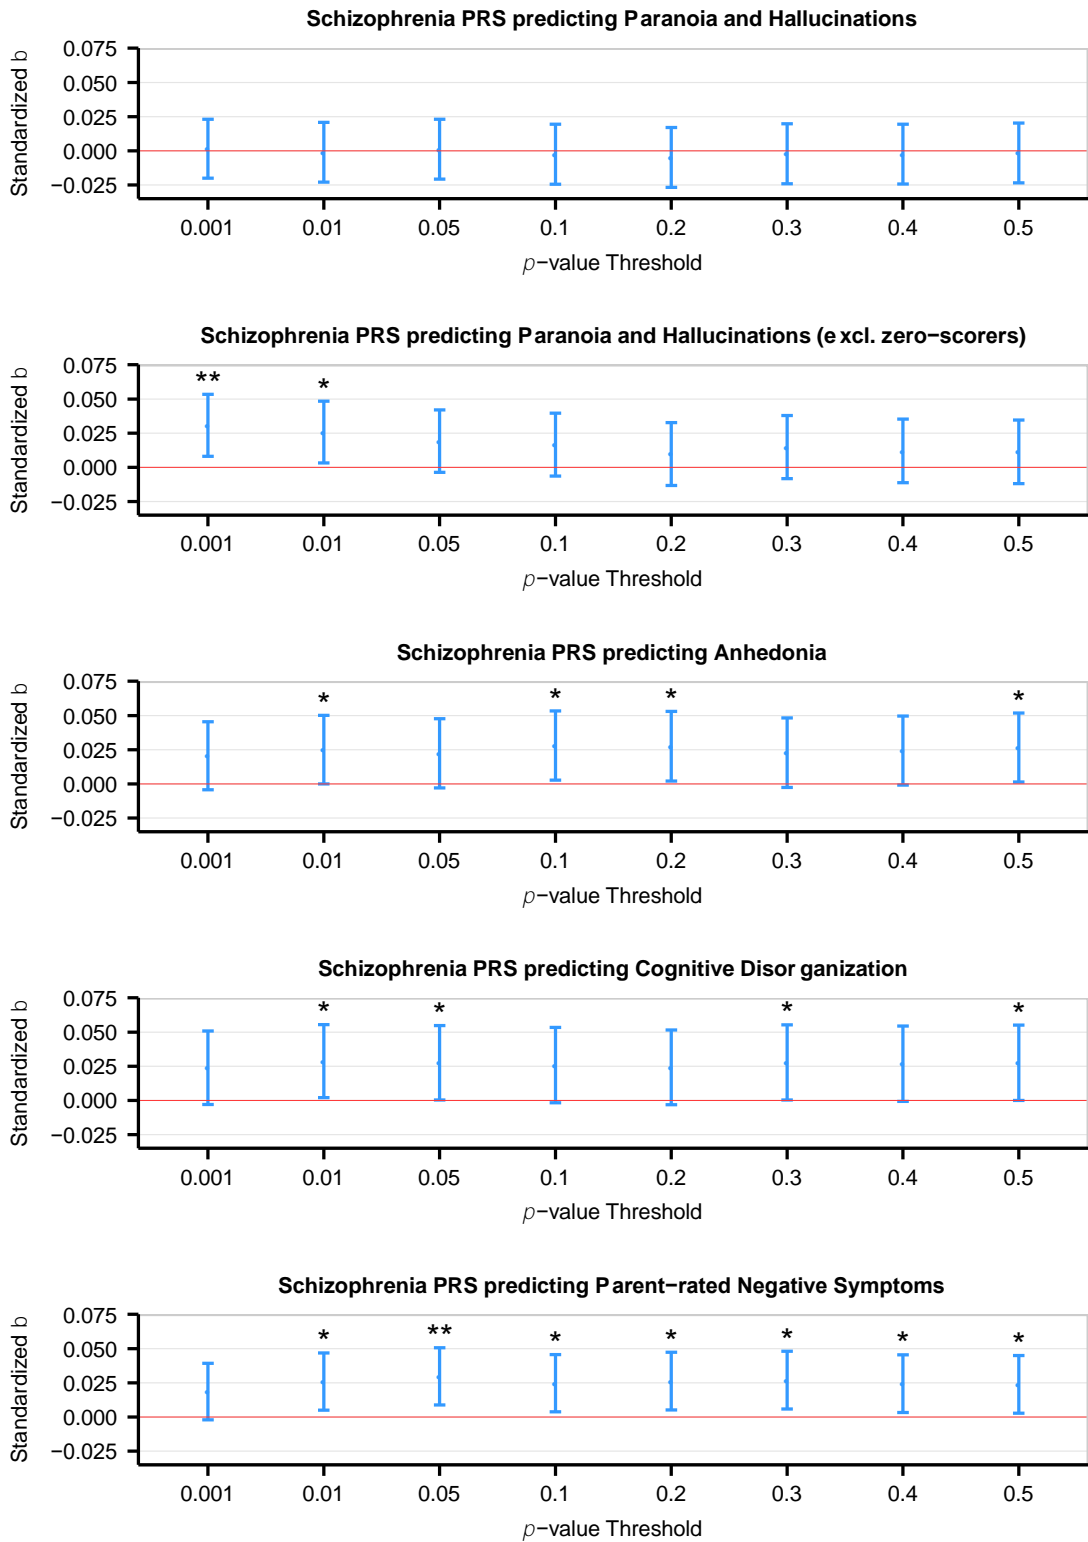 Schizophrenia PRS predicting Paranoia and Hallucinations
Standardized b
0.075
0.050
0.025
0.000
−0.025
0.001 0.01 0.05 0.1 0.2 0.3 0.4 0.5
p−value Threshold
Schizophrenia PRS predicting Paranoia and Hallucinations (e xcl. zero−scorers)
Standardized b
0.075
0.050
0.025
0.000
−0.025
** *
0.001 0.01 0.05 0.1 0.2 0.3 0.4 0.5
p−value Threshold
Schizophrenia PRS predicting Anhedonia
Standardized b
0.075
0.050
0.025
0.000
−0.025
* * * *
0.001 0.01 0.05 0.1 0.2 0.3 0.4 0.5
p−value Threshold
Schizophrenia PRS predicting Cognitive Disor ganization
Standardized b
0.075
0.050
0.025
0.000
−0.025
* * * *
0.001 0.01 0.05 0.1 0.2 0.3 0.4 0.5
p−value Threshold
Schizophrenia PRS predicting Parent−rated Negative Symptoms
Standardized b
0.075
0.050
0.025
0.000
−0.025
* ** * * * * *
0.001 0.01 0.05 0.1 0.2 0.3 0.4 0.5
p−value Threshold